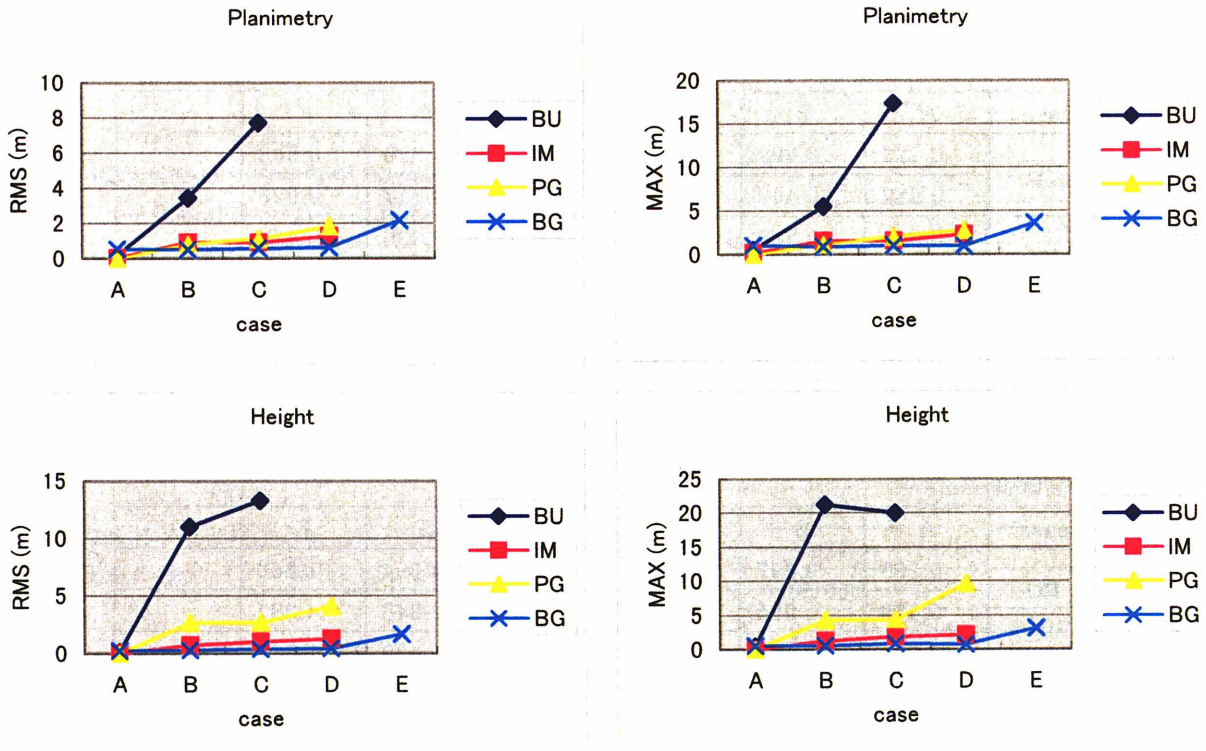 Planimetry
10
8
6
4
2
0
RMS (m)
A B C D E
case
BU
IM
PG
BG
Planimetry
20
15
10
5
0
MAX (m)
A B C D E
case
BU
IM
PG
BG
Height
15
10
5
0
RMS (m)
A B C D E
case
BU
IM
PG
BG
Height
25
20
15
10
5
0
MAX (m)
A B C D E
case
BU
IM
PG
BG